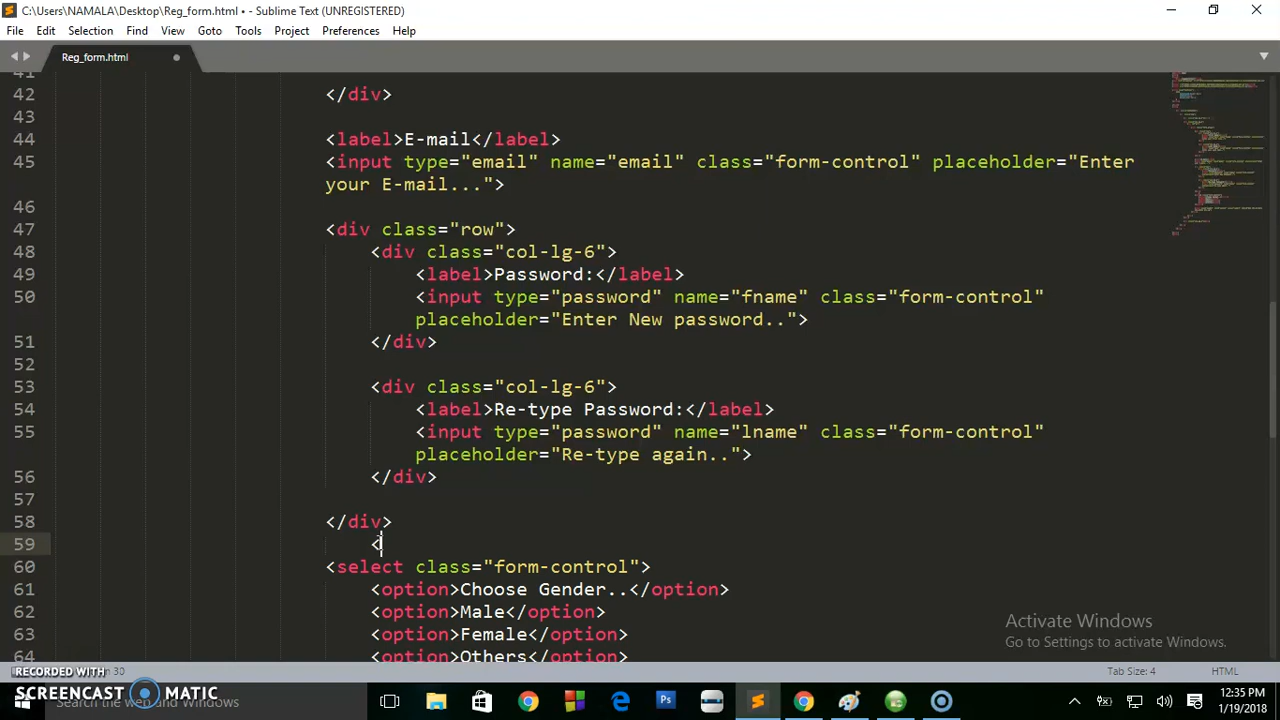 C:\Users\NAMALA\Desktop\Reg_form.html • - Sublime Text (UNREGISTERED)
File Edit Selection Find View Goto Tools Project Preferences Help
Reg_form.html
41
42 </div>
43
44 <label>E-mail</label>
45 <input type="email" name="email" class="form-control" placeholder="Enter
your E-mail...">
46
47 <div class="row">
48 <div class="col-lg-6">
49 <label>Password:</label>
50 <input type="password" name="fname" class="form-control"
placeholder="Enter New password..">
51 </div>
52
53 <div class="col-lg-6">
54 <label>Re-type Password:</label>
55 <input type="password" name="lname" class="form-control"
placeholder="Re-type again..">
56 </div>
57
58 </div>
59 <
60 <select class="form-control">
61 <option>Choose Gender..</option>
62 <option>Male</option>
63 <option>Female</option>
64 <option>Others</option>
Activate Windows
Go to Settings to activate Windows.
RECORDED WITH
30
Tab Size: 4
HTML
SCREENCAST MATIC
Search the web and Windows
12:35 PM
1/19/2018